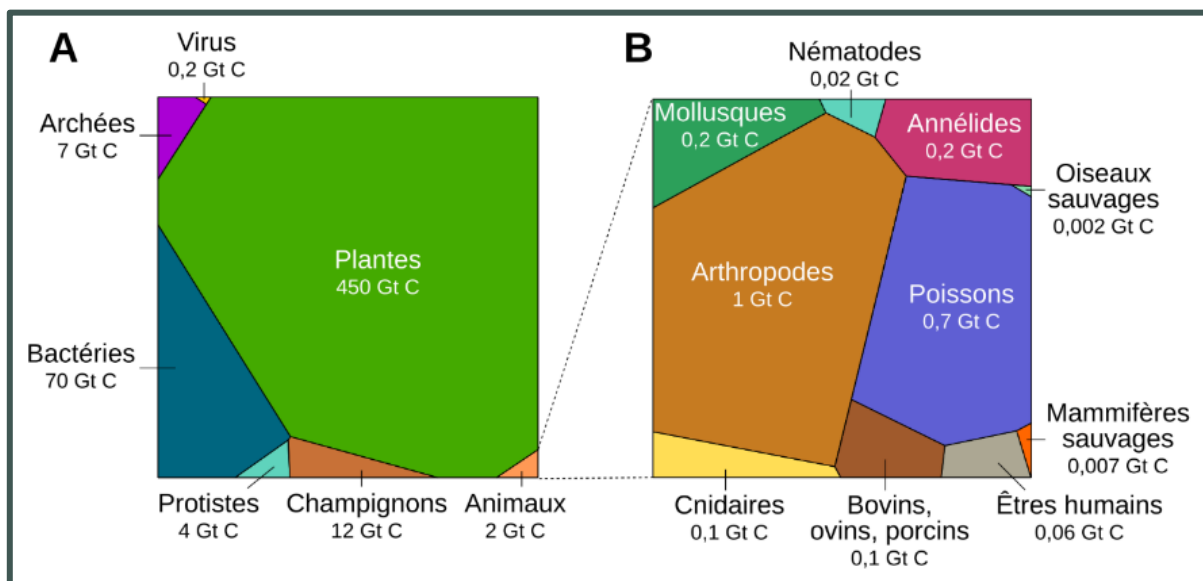 A
Virus
0,2 Gt C
Archées
7 Gt C
Plantes
450 Gt C
Bactéries
70 Gt C
Protistes
4 Gt C
Champignons
12 Gt C
Animaux
2 Gt C
B
Nématodes
0,02 Gt C
Mollusques
0,2 Gt C
Annélides
0,2 Gt C
Oiseaux
sauvages
0,002 Gt C
Arthropodes
1 Gt C
Poissons
0,7 Gt C
Mammifères
sauvages
0,007 Gt C
Cnidaires
0,1 Gt C
Bovins,
ovins, porcins
0,1 Gt C
Êtres humains
0,06 Gt C